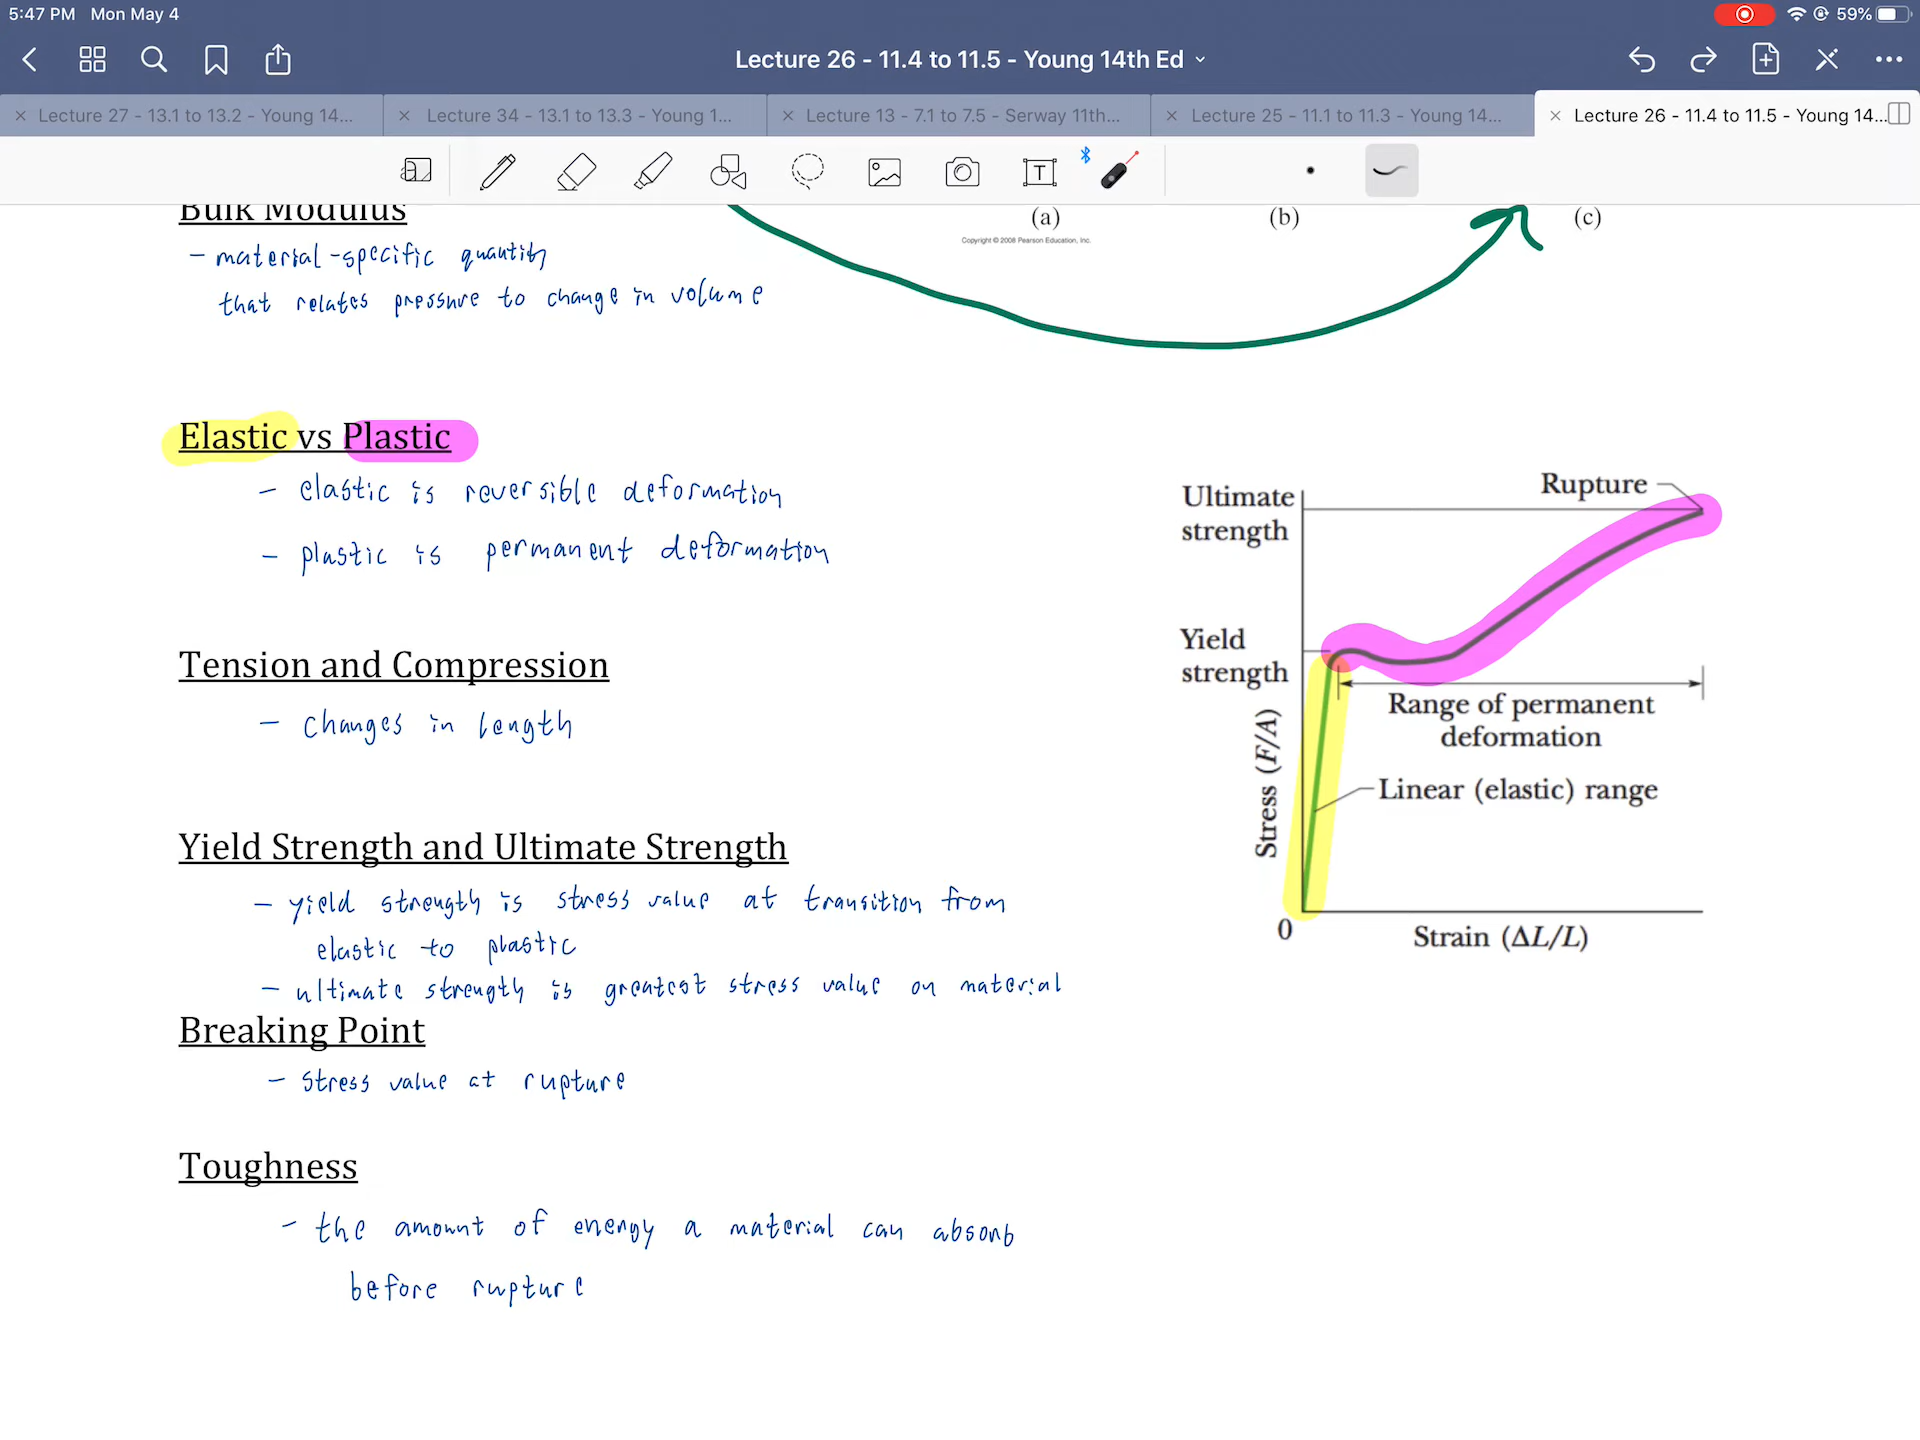 5:47 PM Mon May 4
59%
Lecture 26 - 11.4 to 11.5 - Young 14th Ed
Lecture 27 - 13.1 to 13.2 - Young 14...
Lecture 34 - 13.1 to 13.3 - Young 1...
Lecture 13 - 7.1 to 7.5 - Serway 11th...
Lecture 25 - 11.1 to 11.3 - Young 14...
Lecture 26 - 11.4 to 11.5 - Young 14...
Bulk Modulus
- material-specific quantity
that relates pressure to change in volume
(a) (b) (c)
Copyright © 2008 Pearson Education, Inc.
Elastic vs Plastic
- elastic is reversible deformation
- plastic is permanent deformation
Tension and Compression
- changes in length
Yield Strength and Ultimate Strength
- yield strength is stress value at transition from
elastic to plastic
- ultimate strength is greatest stress value on material
Breaking Point
- stress value at rupture
Toughness
- the amount of energy a material can absorb
before rupture
Ultimate
strength
Rupture
Yield
strength
Range of permanent
deformation
Linear (elastic) range
Stress (F/A)
0
Strain (ΔL/L)